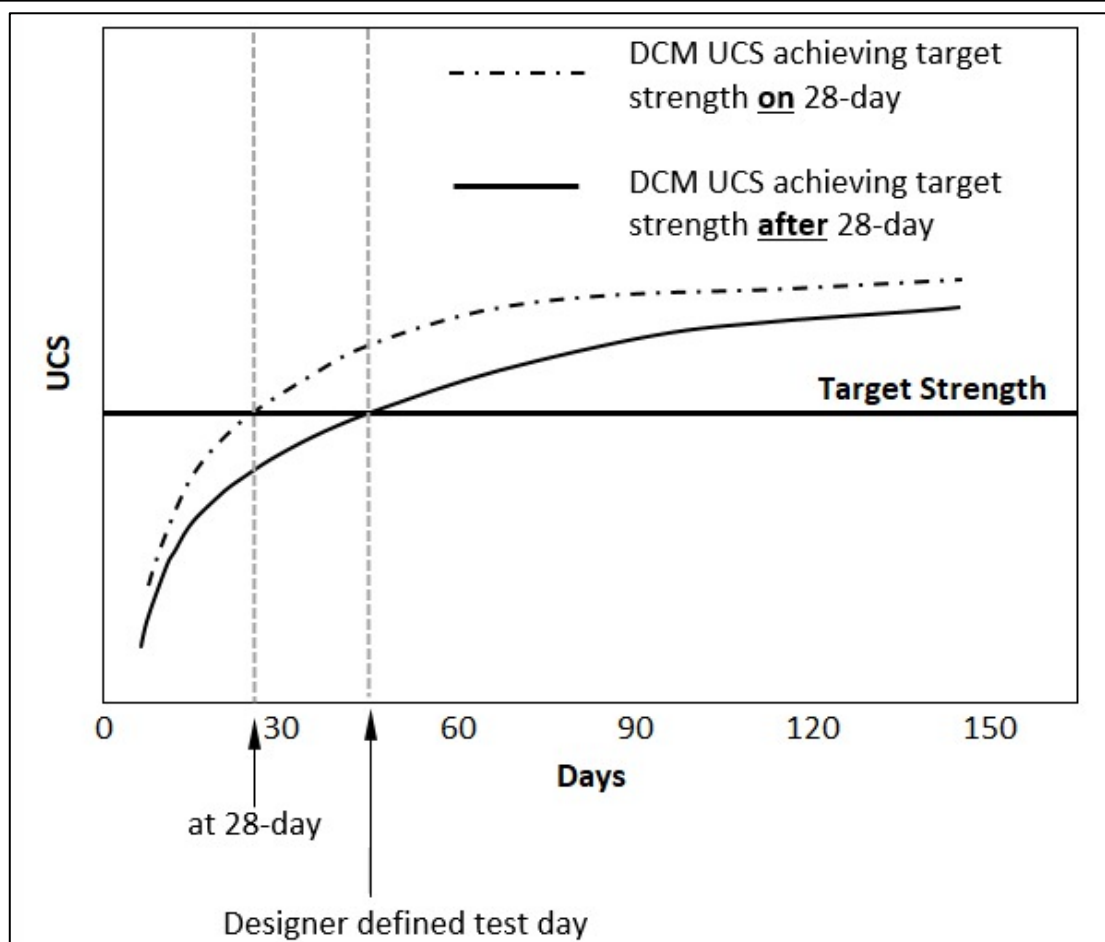 DCM UCS achieving target
strength on 28-day
DCM UCS achieving target
strength after 28-day
UCS
Target Strength
0 30 60 90 120 150
Days
at 28-day
Designer defined test day